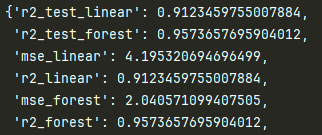 {'r2_test_linear': 0.9123459755007884,
'r2_test_forest': 0.9573657695904012,
'mse_linear': 4.195320694696499,
'r2_linear': 0.9123459755007884,
'mse_forest': 2.040571099407505,
'r2_forest': 0.9573657695904012,